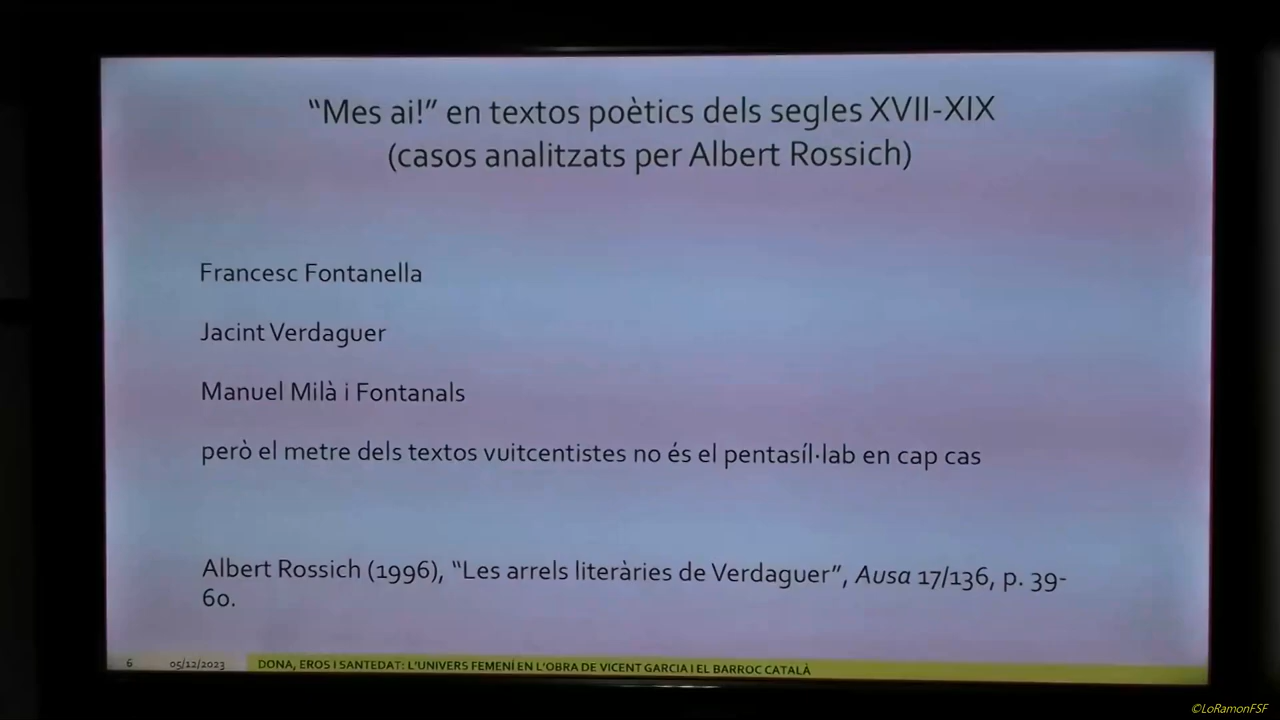 “Mes ai!” en textos poètics dels segles XVII-XIX
(casos analitzats per Albert Rossich)
Francesc Fontanella
Jacint Verdaguer
Manuel Milà i Fontanals
però el metre dels textos vuitcentistes no és el pentasíl·lab en cap cas
Albert Rossich (1996), “Les arrels literàries de Verdaguer”, Ausa 17/136, p. 39-
60.
6 05/12/2023 DONA, EROS I SANTEDAT: L’UNIVERS FEMENÍ EN L’OBRA DE VICENT GARCIA I EL BARROC CATALÀ
©LoRamonFSF